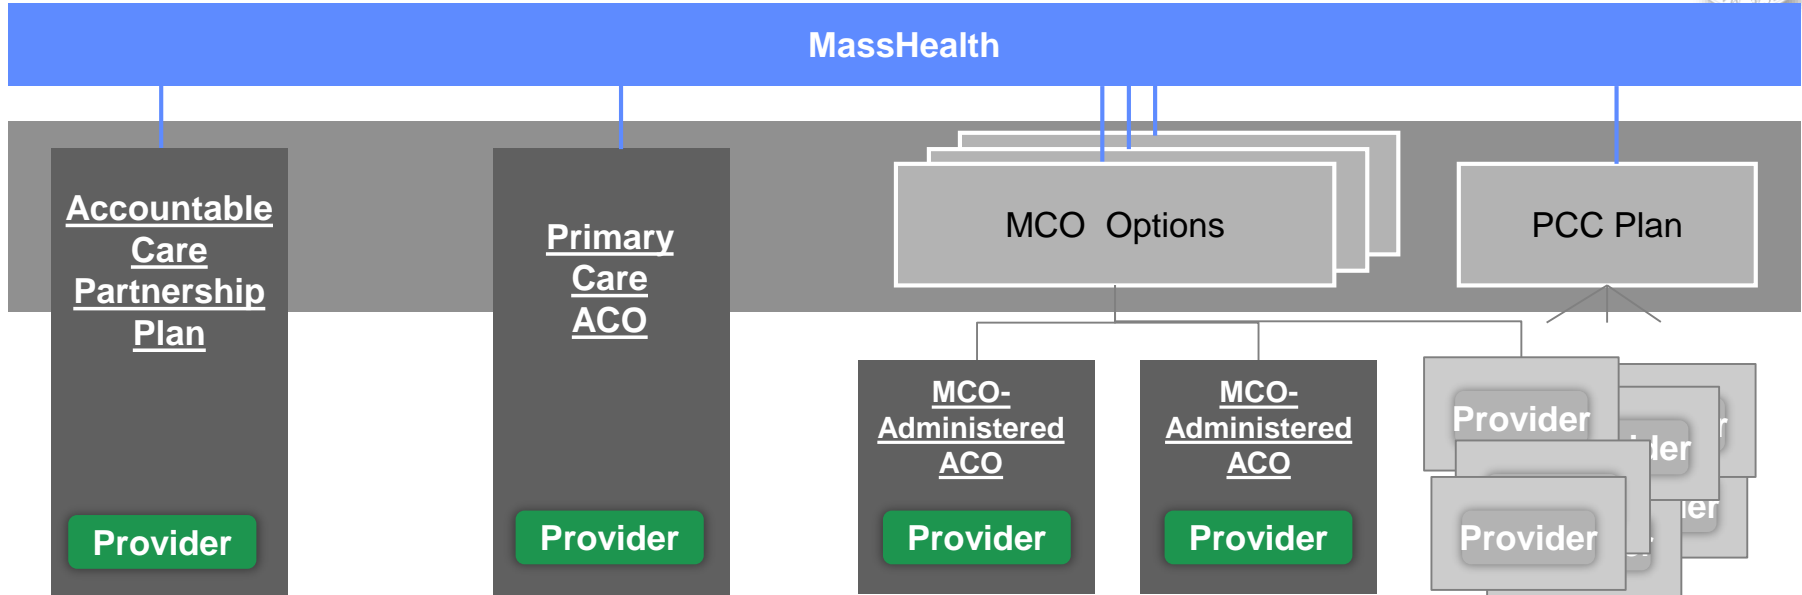 MassHealth
Accountable
Care
Partnership
Plan
Provider
Primary
Care
ACO
Provider
MCO Options
MCO-
Administered
ACO
Provider
MCO-
Administered
ACO
Provider
PCC Plan
Provider
Provider